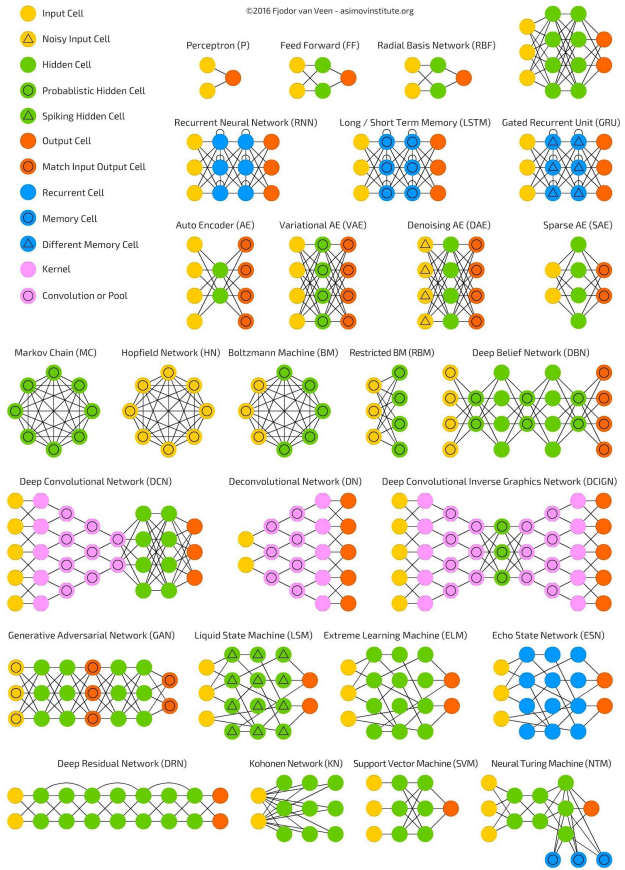 ©2016 Fjodor van Veen - asimovinstitute.org
Input Cell
Noisy Input Cell
Hidden Cell
Probablistic Hidden Cell
Spiking Hidden Cell
Output Cell
Match Input Output Cell
Recurrent Cell
Memory Cell
Different Memory Cell
Kernel
Convolution or Pool
Perceptron (P)
Feed Forward (FF)
Radial Basis Network (RBF)
Recurrent Neural Network (RNN)
Long / Short Term Memory (LSTM)
Gated Recurrent Unit (GRU)
Auto Encoder (AE)
Variational AE (VAE)
Denoising AE (DAE)
Sparse AE (SAE)
Markov Chain (MC)
Hopfield Network (HN)
Boltzmann Machine (BM)
Restricted BM (RBM)
Deep Belief Network (DBN)
Deep Convolutional Network (DCN)
Deconvolutional Network (DN)
Deep Convolutional Inverse Graphics Network (DCIGN)
Generative Adversarial Network (GAN)
Liquid State Machine (LSM)
Extreme Learning Machine (ELM)
Echo State Network (ESN)
Deep Residual Network (DRN)
Kohonen Network (KN)
Support Vector Machine (SVM)
Neural Turing Machine (NTM)